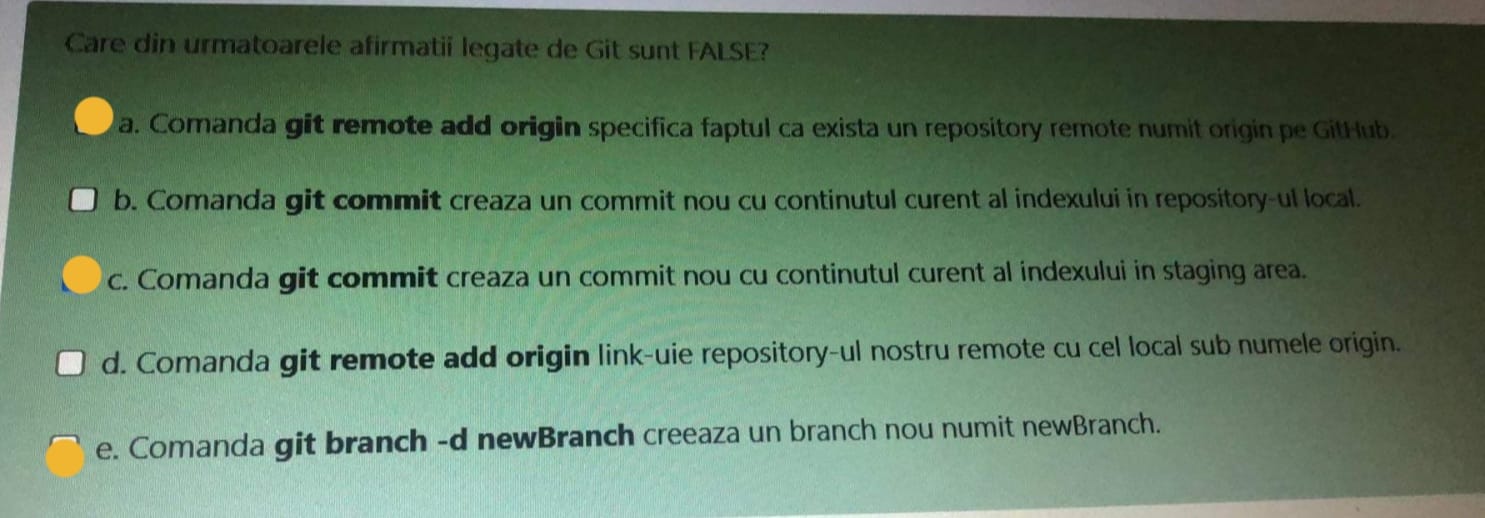 Care din urmatoarele afirmatii legate de Git sunt FALSE?
a. Comanda git remote add origin specifica faptul ca exista un repository remote numit origin pe GitHub.
b. Comanda git commit creaza un commit nou cu continutul curent al indexului in repository-ul local.
c. Comanda git commit creaza un commit nou cu continutul curent al indexului in staging area.
d. Comanda git remote add origin link-uie repository-ul nostru remote cu cel local sub numele origin.
e. Comanda git branch -d newBranch creeaza un branch nou numit newBranch.